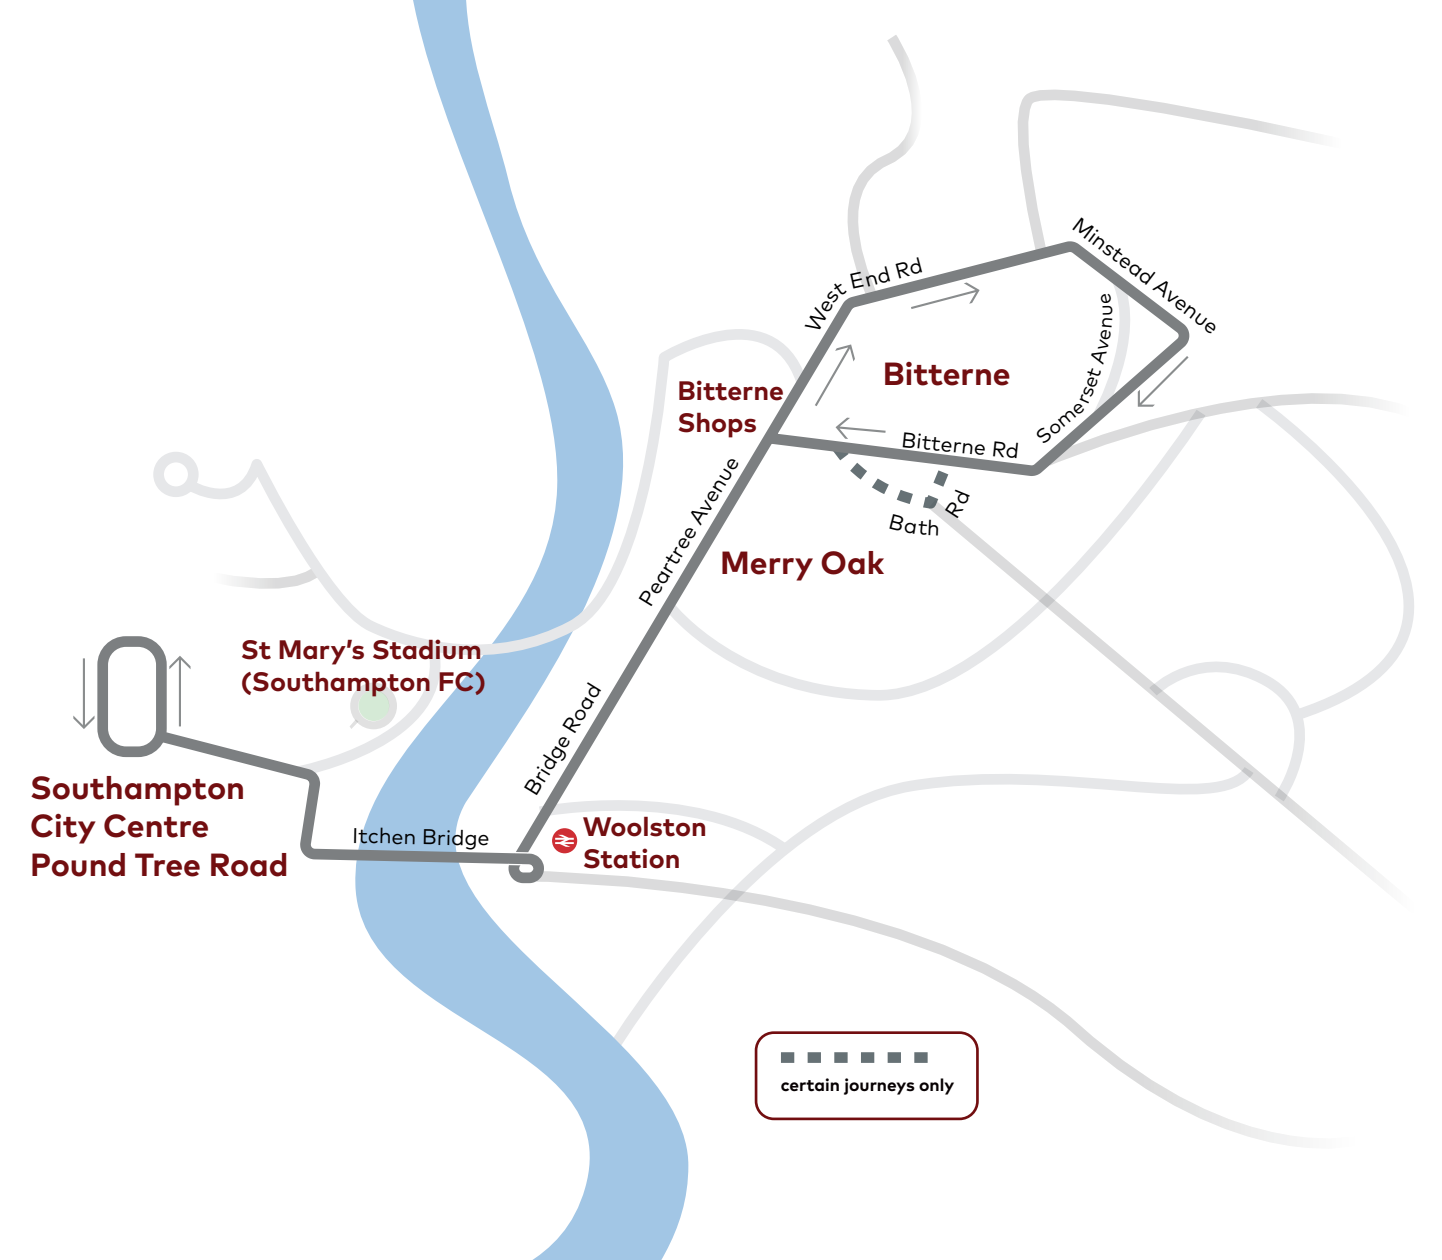 Minstead Avenue
West End Rd
Somerset Avenue
Bitterne
Bitterne
Shops
Bitterne Rd
Peartree Avenue
Bath Rd
Merry Oak
St Mary’s Stadium
(Southampton FC)
Bridge Road
Southampton
City Centre
Pound Tree Road
Itchen Bridge
Woolston
Station
certain journeys only